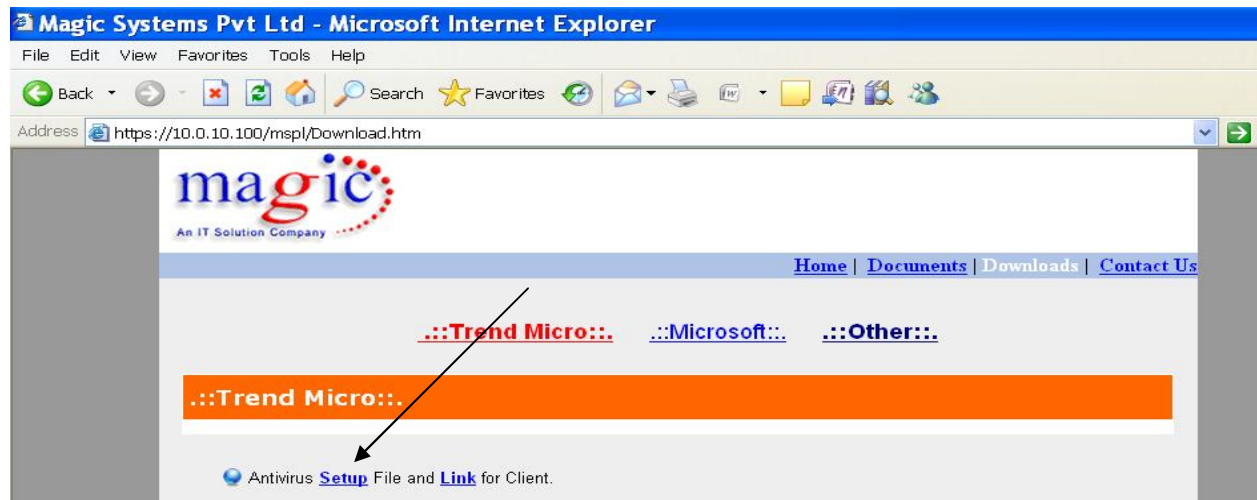 Magic Systems Pvt Ltd - Microsoft Internet Explorer
File Edit View Favorites Tools Help
Back Search Favorites
Address https://10.0.10.100/mspl/Download.htm
magic
An IT Solution Company
Home | Documents | Downloads | Contact Us
.::Trend Micro::. .::Microsoft::. .::Other::.
.::Trend Micro::.
Antivirus Setup File and Link for Client.